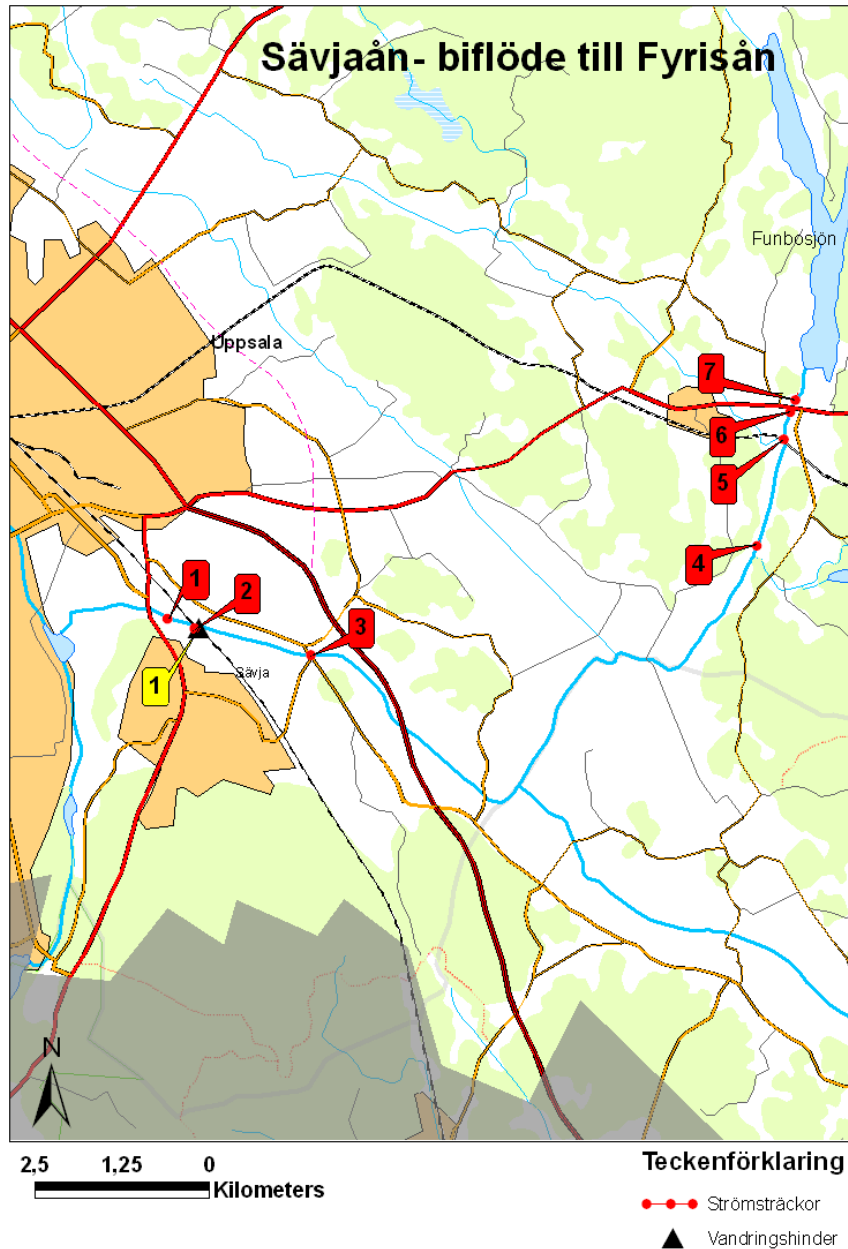 Sävjaån- biflöde till Fyrisån
Funbosjön
Uppsala
7
6
5
4
1
2
3
1
Sävja
N
2,5 1,25 0
Kilometers
Teckenförklaring
Strömsträckor
Vandringshinder